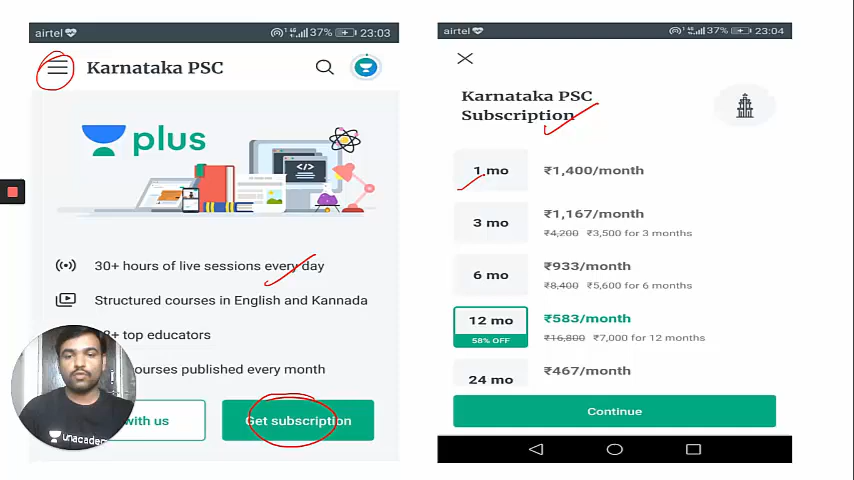 airtel 4G 37% 23:03
Karnataka PSC
plus
30+ hours of live sessions every day
Structured courses in English and Kannada
top educators
courses published every month
with us
Get subscription
unacade
airtel 4G 37% 23:04
Karnataka PSC
Subscription
1 mo ₹1,400/month
3 mo ₹1,167/month
₹4,200 ₹3,500 for 3 months
6 mo ₹933/month
₹8,400 ₹5,600 for 6 months
12 mo ₹583/month
58% OFF ₹16,800 ₹7,000 for 12 months
24 mo ₹467/month
Continue